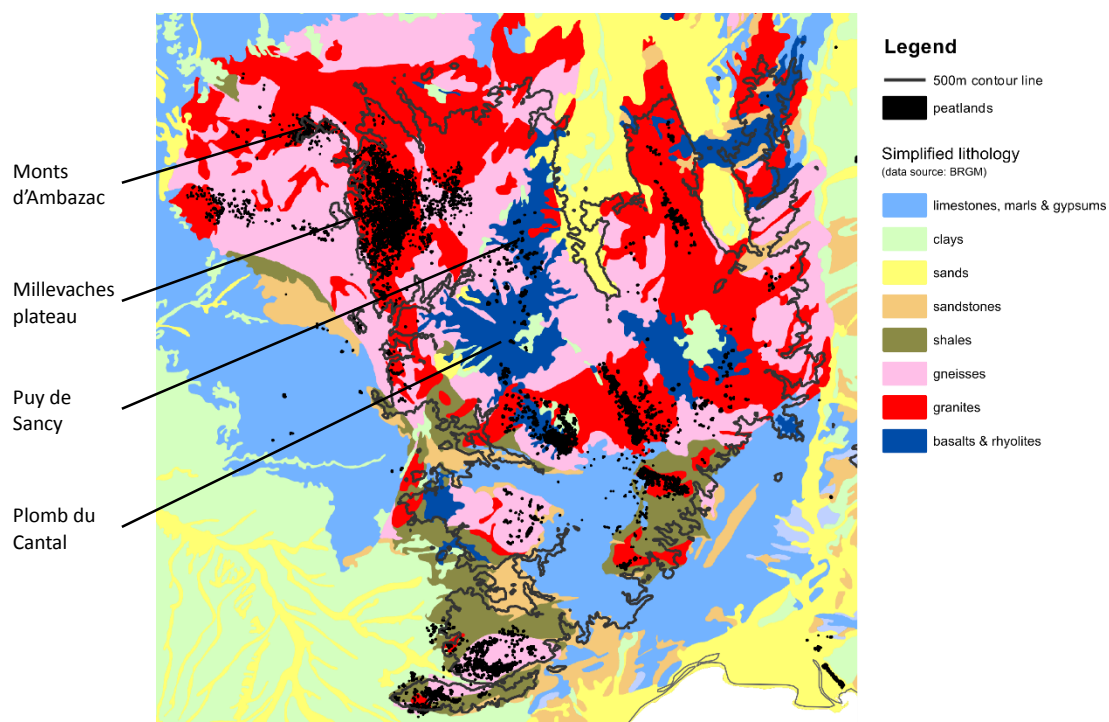 Monts
d’Ambazac
Millevaches
plateau
Puy de
Sancy
Plomb du
Cantal
Legend
500m contour line
peatlands
Simplified lithology
(data source: BRGM)
limestones, marls & gypsums
clays
sands
sandstones
shales
gneisses
granites
basalts & rhyolites